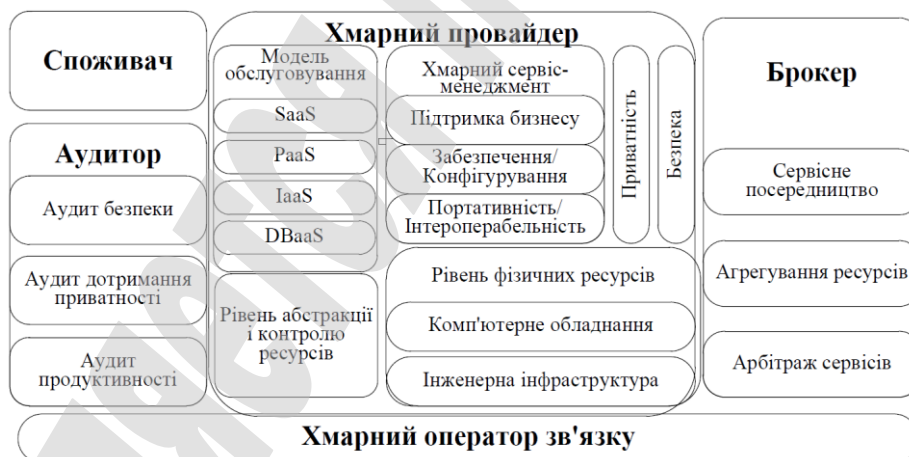 Хмарний провайдер
Споживач
Аудитор
Аудит безпеки
Аудит дотримання
приватності
Аудит
продуктивності
Модель
обслуговування
SaaS
PaaS
IaaS
DBaaS
Рівень абстракції
і контролю
ресурсів
Хмарний сервіс-
менеджмент
Підтримка бизнесу
Забезпечення/
Конфігурування
Портативність/
Інтероперабельність
Приватність
Безпека
Рівень фізичних ресурсів
Комп'ютерне обладнання
Інженерна інфраструктура
Брокер
Сервісне
посередництво
Агрегування ресурсів
Арбітраж сервісів
Хмарний оператор зв'язку